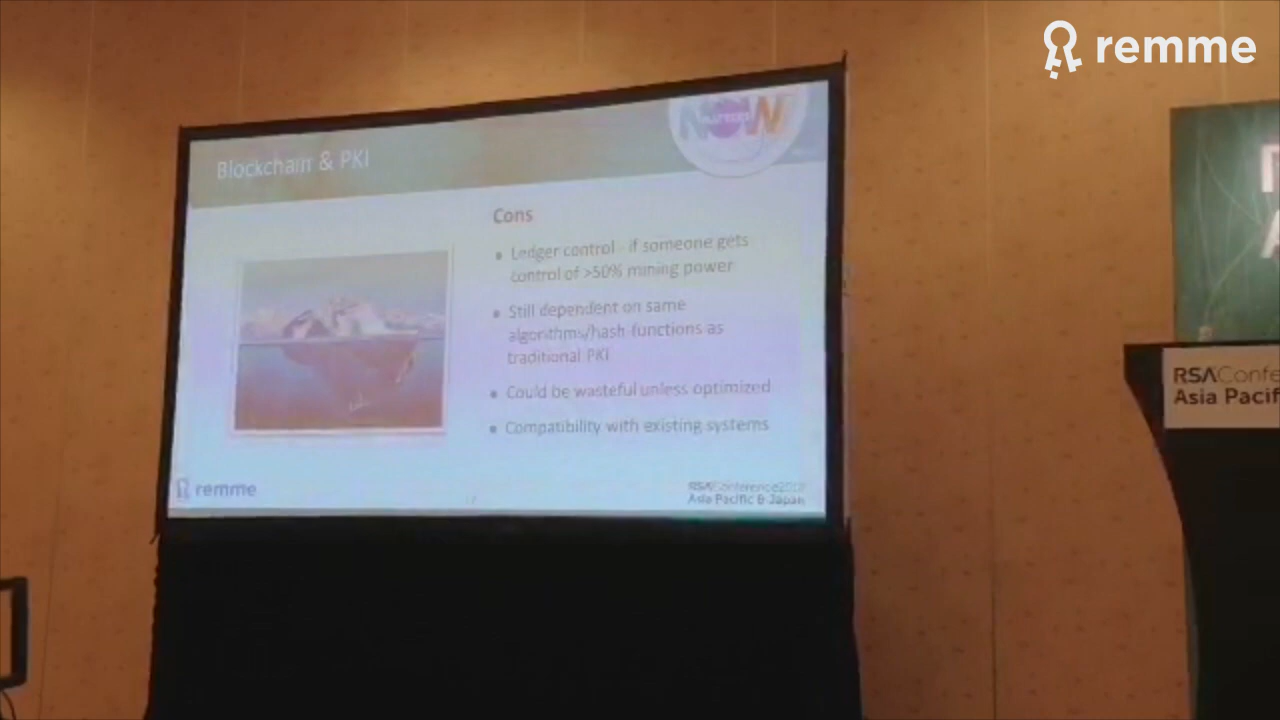 remme
Blockchain & PKI
NOW
MATTERS
Cons
Ledger control - if someone gets
control of >50% mining power
Still dependent on same
algorithms/hash functions as
traditional PKI
Could be wasteful unless optimized
Compatibility with existing systems
remme
RSAConference2018
Asia Pacific & Japan
RSAConfe
Asia Pacif